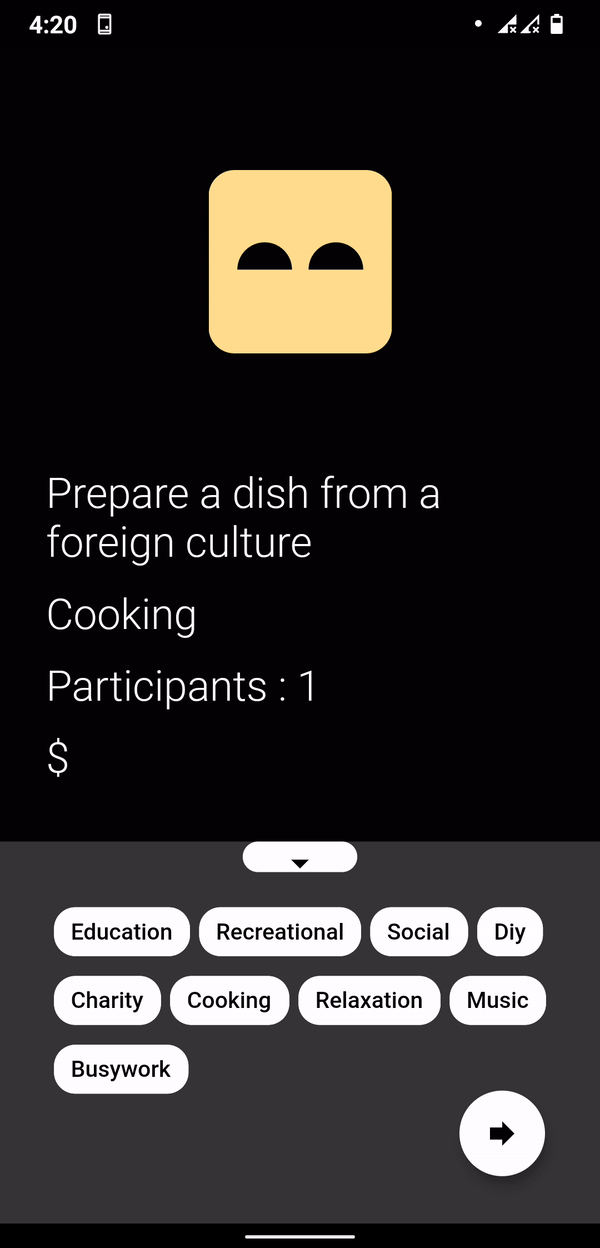 4:20
Prepare a dish from a
foreign culture
Cooking
Participants : 1
$
Education Recreational Social Diy
Charity Cooking Relaxation Music
Busywork